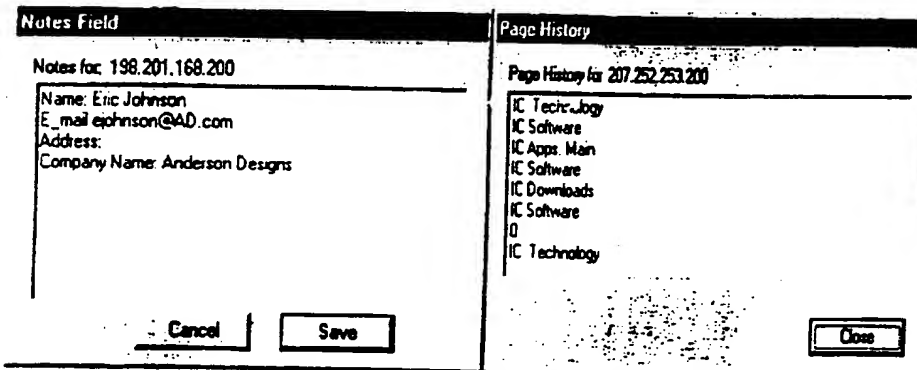 Notes Field
Notes for: 198.201.168.200
Name: Eric Johnson
E_mail ejohnson@AD.com
Address:
Company Name: Anderson Designs
Cancel
Save
Page History
Page History for 207.252.253.200
IC Technology
IC Software
IC Apps. Main
IC Software
IC Downloads
IC Software
0
IC Technology
Close